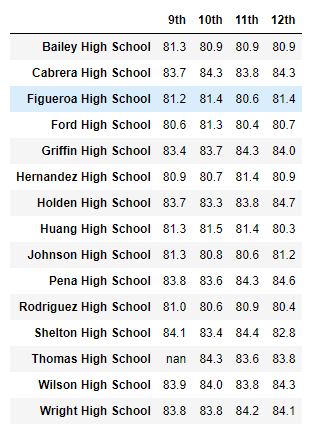 9th 10th 11th 12th
Bailey High School 81.3 80.9 80.9 80.9
Cabrera High School 83.7 84.3 83.8 84.3
Figueroa High School 81.2 81.4 80.6 81.4
Ford High School 80.6 81.3 80.4 80.7
Griffin High School 83.4 83.7 84.3 84.0
Hernandez High School 80.9 80.7 81.4 80.9
Holden High School 83.7 83.3 83.8 84.7
Huang High School 81.3 81.5 81.4 80.3
Johnson High School 81.3 80.8 80.6 81.2
Pena High School 83.8 83.6 84.3 84.6
Rodriguez High School 81.0 80.6 80.9 80.4
Shelton High School 84.1 83.4 84.4 82.8
Thomas High School nan 84.3 83.6 83.8
Wilson High School 83.9 84.0 83.8 84.3
Wright High School 83.8 83.8 84.2 84.1